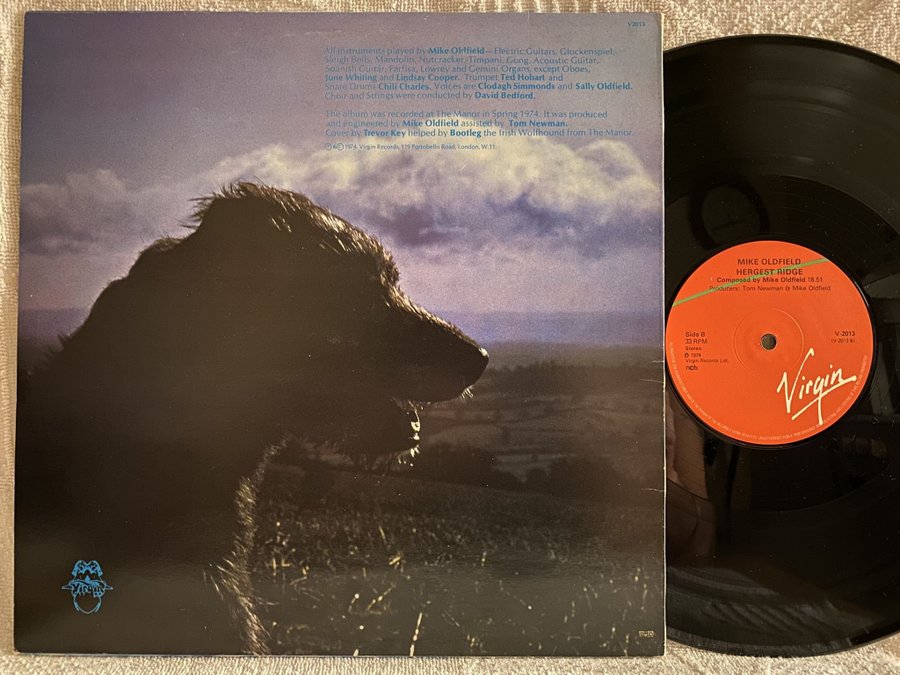 V2013
All instruments played by Mike Oldfield—Electric Guitars, Glockenspiel,
Sleigh Bells, Mandolin, Nutcracker, Timpani, Gong, Acoustic Guitar,
Spanish Guitar, Farfisa, Lowrey and Gemini Organs, except Oboes,
June Whiting and Lindsay Cooper. Trumpet Ted Hobart and
Snare Drums Chili Charles. Voices are Clodagh Simmonds and Sally Oldfield.
Choir and Strings were conducted by David Bedford.
The album was recorded at The Manor in Spring 1974. It was produced
and engineered by Mike Oldfield assisted by Tom Newman.
Cover by Trevor Key helped by Bootleg the Irish Wolfhound from The Manor.
℗ &© 1974, Virgin Records, 119 Portobello Road, London, W.11.
Virgin
MIKE OLDFIELD
HERGEST RIDGE
Composed by Mike Oldfield 18.51
Producers: Tom Newman & Mike Oldfield
Side B
33 RPM
Stereo
℗ 1974
Virgin Records Ltd.
ncb
V-2013
(V-2013 B)
Virgin